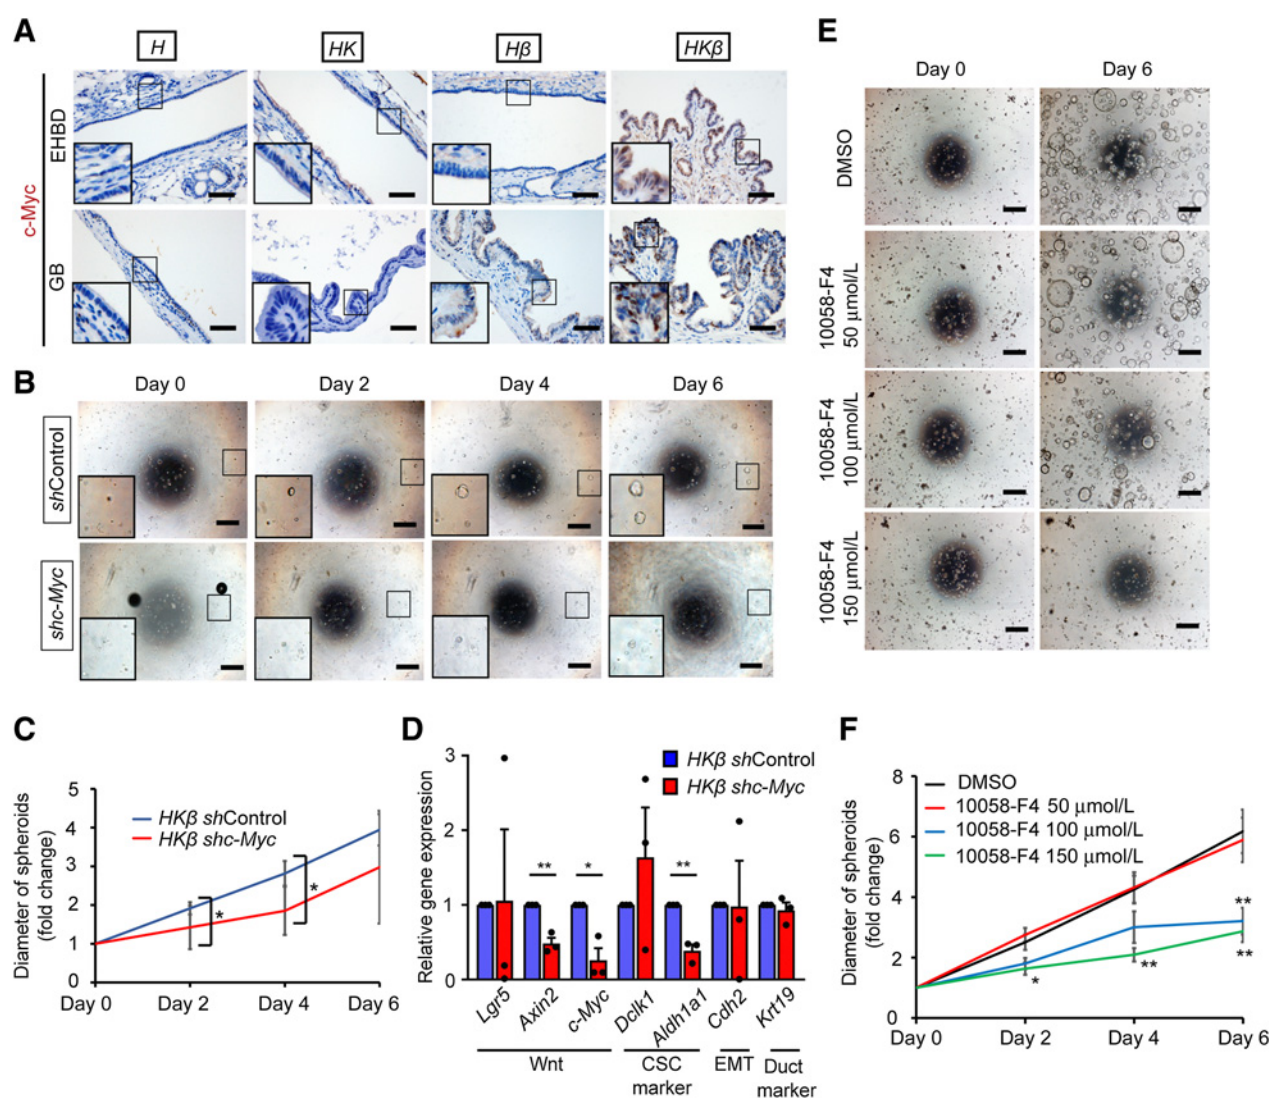 A
H
HK
Hβ
HKβ
c-Myc
EHBD
GB
B
Day 0
Day 2
Day 4
Day 6
shControl
shc-Myc
C
Diameter of spheroids
(fold change)
5
4
3
2
1
0
HKβ shControl
HKβ shc-Myc
*
*
Day 0
Day 2
Day 4
Day 6
D
Relative gene expression
3
2
1
0
HKβ shControl
HKβ shc-Myc
**
*
**
Lgr5
Axin2
c-Myc
Dclk1
Aldh1a1
Cdh2
Krt19
Wnt
CSC
marker
EMT
Duct
marker
E
Day 0
Day 6
DMSO
10058-F4
50 μmol/L
10058-F4
100 μmol/L
10058-F4
150 μmol/L
F
Diameter of spheroids
(fold change)
8
6
4
2
0
DMSO
10058-F4 50 μmol/L
10058-F4 100 μmol/L
10058-F4 150 μmol/L
*
**
**
**
Day 0
Day 2
Day 4
Day 6